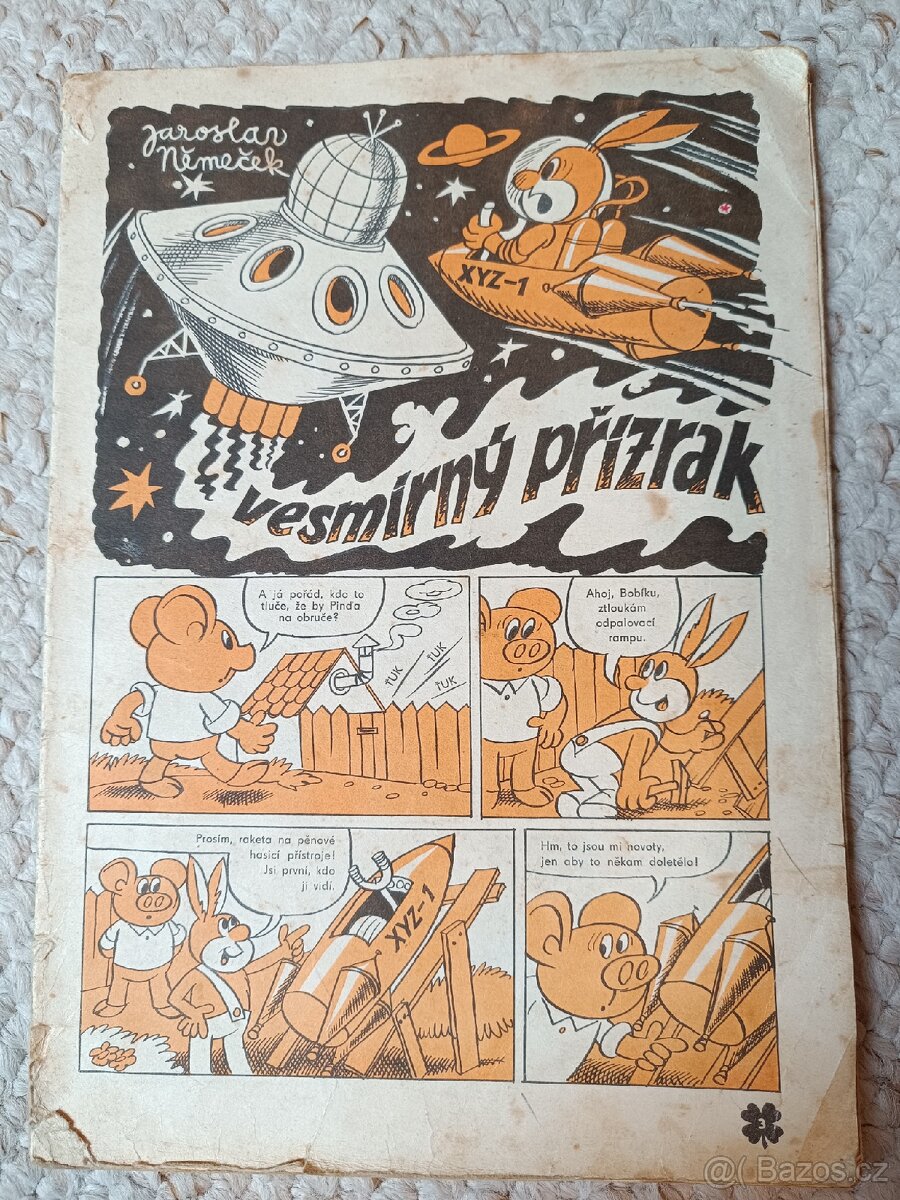 Jaroslav
Němeček
XYZ-1
vesmírný přízrak
A já pořád, kdo to
tluče, že by Pinďa
na obruče?
ŤUK
ŤUK
ŤUK
Ahoj, Bobíku,
ztloukám
odpalovací
rampu.
Prosím, raketa na pěnové
hasicí přístroje!
Jsi první, kdo
ji vidí.
XYZ-1
Hm, to jsou mi novoty,
jen aby to někam doletělo!
3
@( Bazos.cz